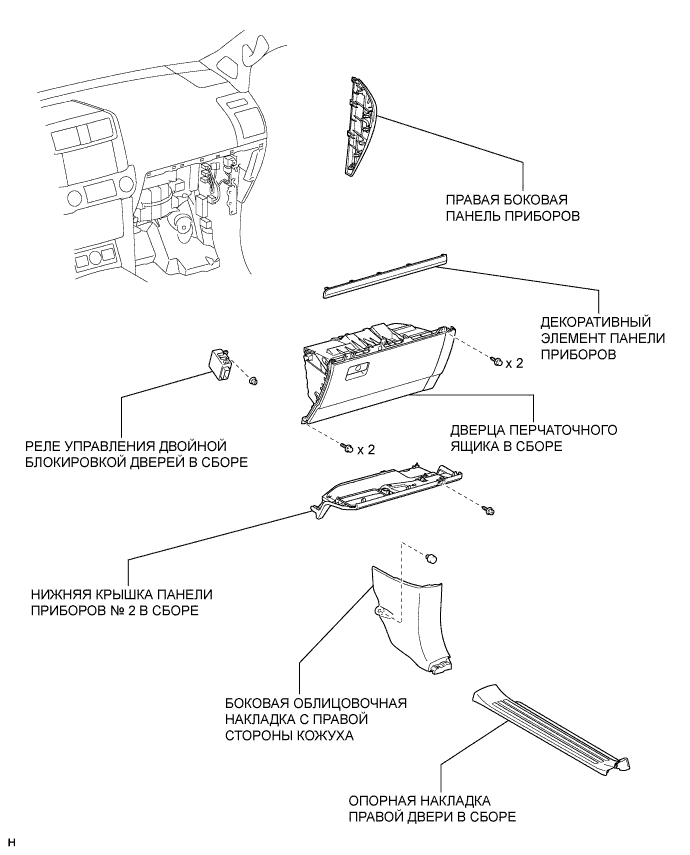 ПРАВАЯ БОКОВАЯ
ПАНЕЛЬ ПРИБОРОВ
ДЕКОРАТИВНЫЙ
ЭЛЕМЕНТ ПАНЕЛИ
ПРИБОРОВ
x 2
ДВЕРЦА ПЕРЧАТОЧНОГО
ЯЩИКА В СБОРЕ
РЕЛЕ УПРАВЛЕНИЯ ДВОЙНОЙ
БЛОКИРОВКОЙ ДВЕРЕЙ В СБОРЕ
x 2
НИЖНЯЯ КРЫШКА ПАНЕЛИ
ПРИБОРОВ № 2 В СБОРЕ
БОКОВАЯ ОБЛИЦОВОЧНАЯ
НАКЛАДКА С ПРАВОЙ
СТОРОНЫ КОЖУХА
ОПОРНАЯ НАКЛАДКА
ПРАВОЙ ДВЕРИ В СБОРЕ
H